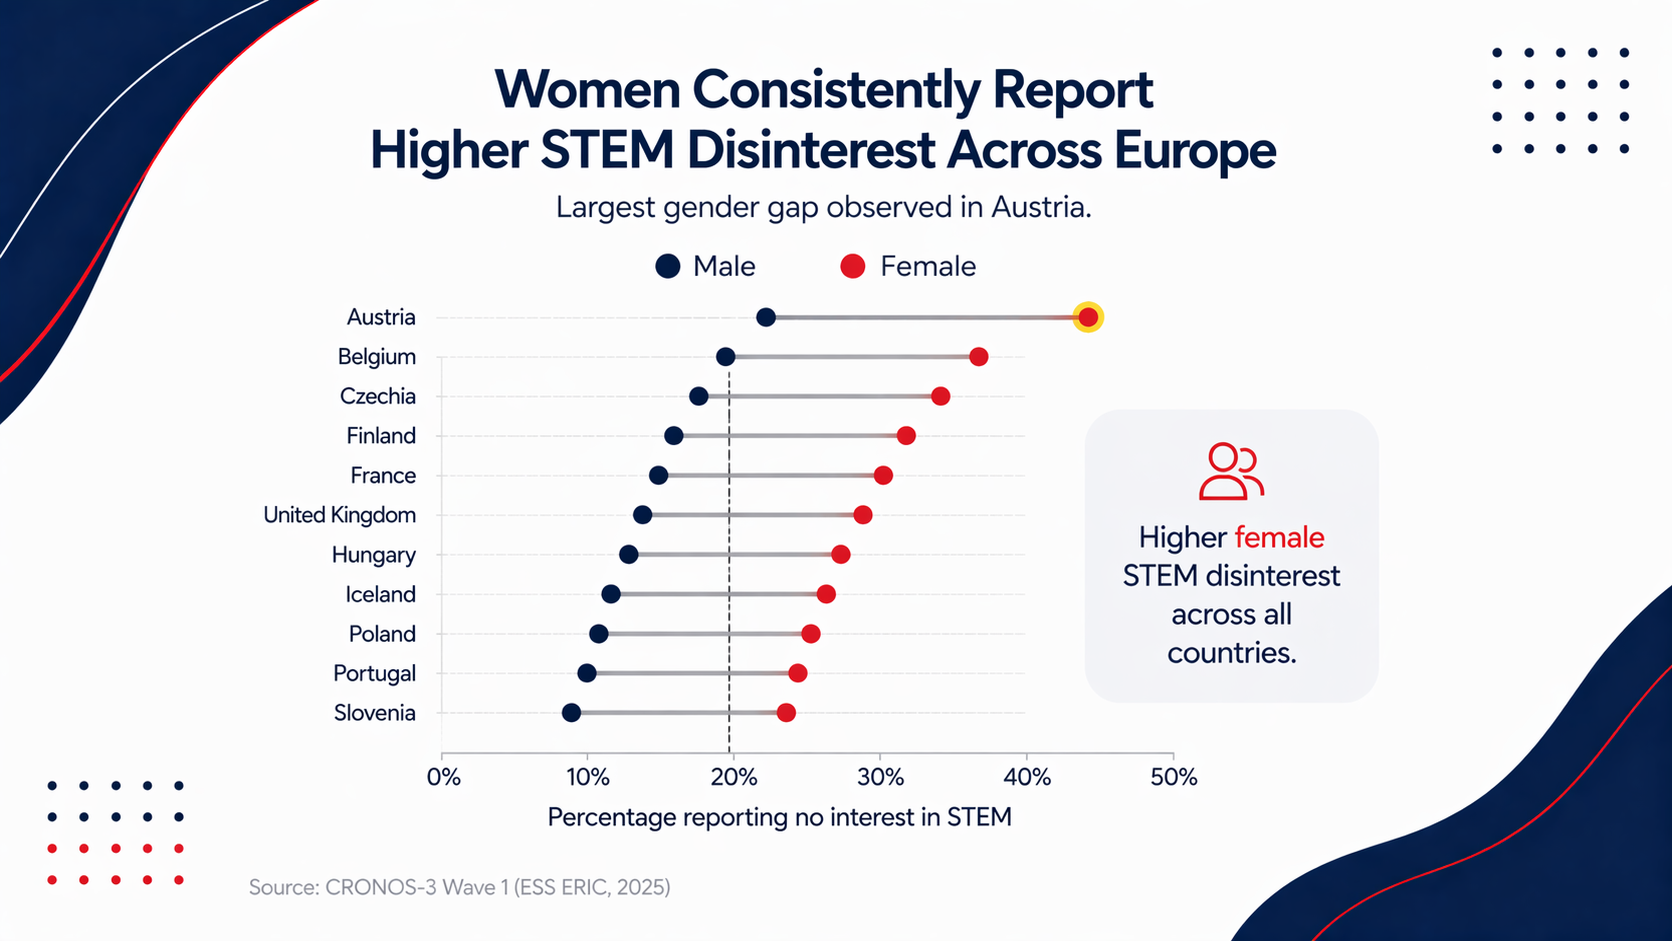 Women Consistently Report
Higher STEM Disinterest Across Europe
Largest gender gap observed in Austria.
Male
Female
Austria
Belgium
Czechia
Finland
France
United Kingdom
Hungary
Iceland
Poland
Portugal
Slovenia
0%
10%
20%
30%
40%
50%
Percentage reporting no interest in STEM
Higher female
STEM disinterest
across all
countries.
Source: CRONOS-3 Wave 1 (ESS ERIC, 2025)